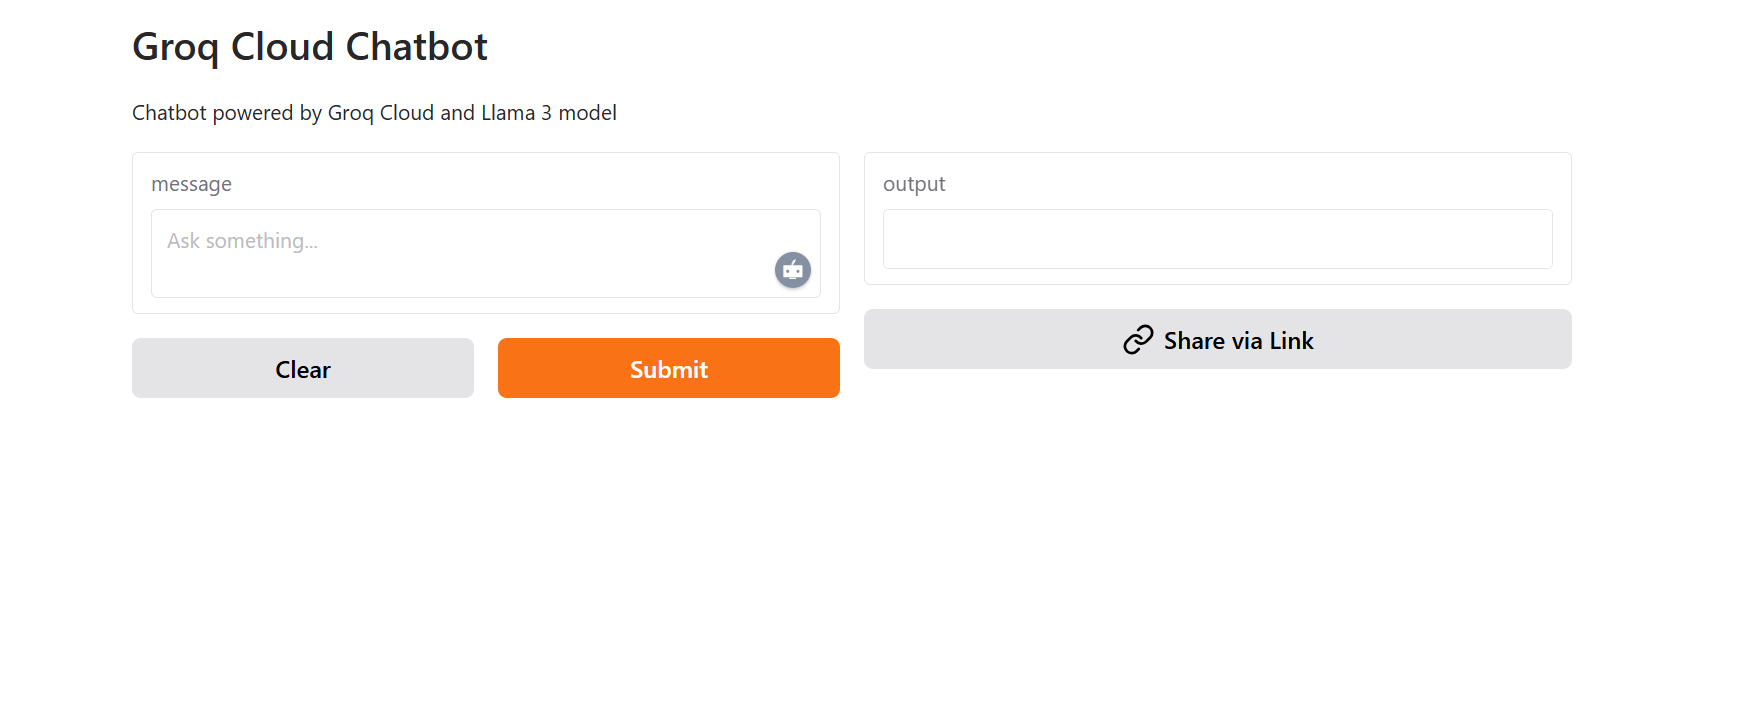 Groq Cloud Chatbot
Chatbot powered by Groq Cloud and Llama 3 model
message
Ask something...
Clear
Submit
output
Share via Link